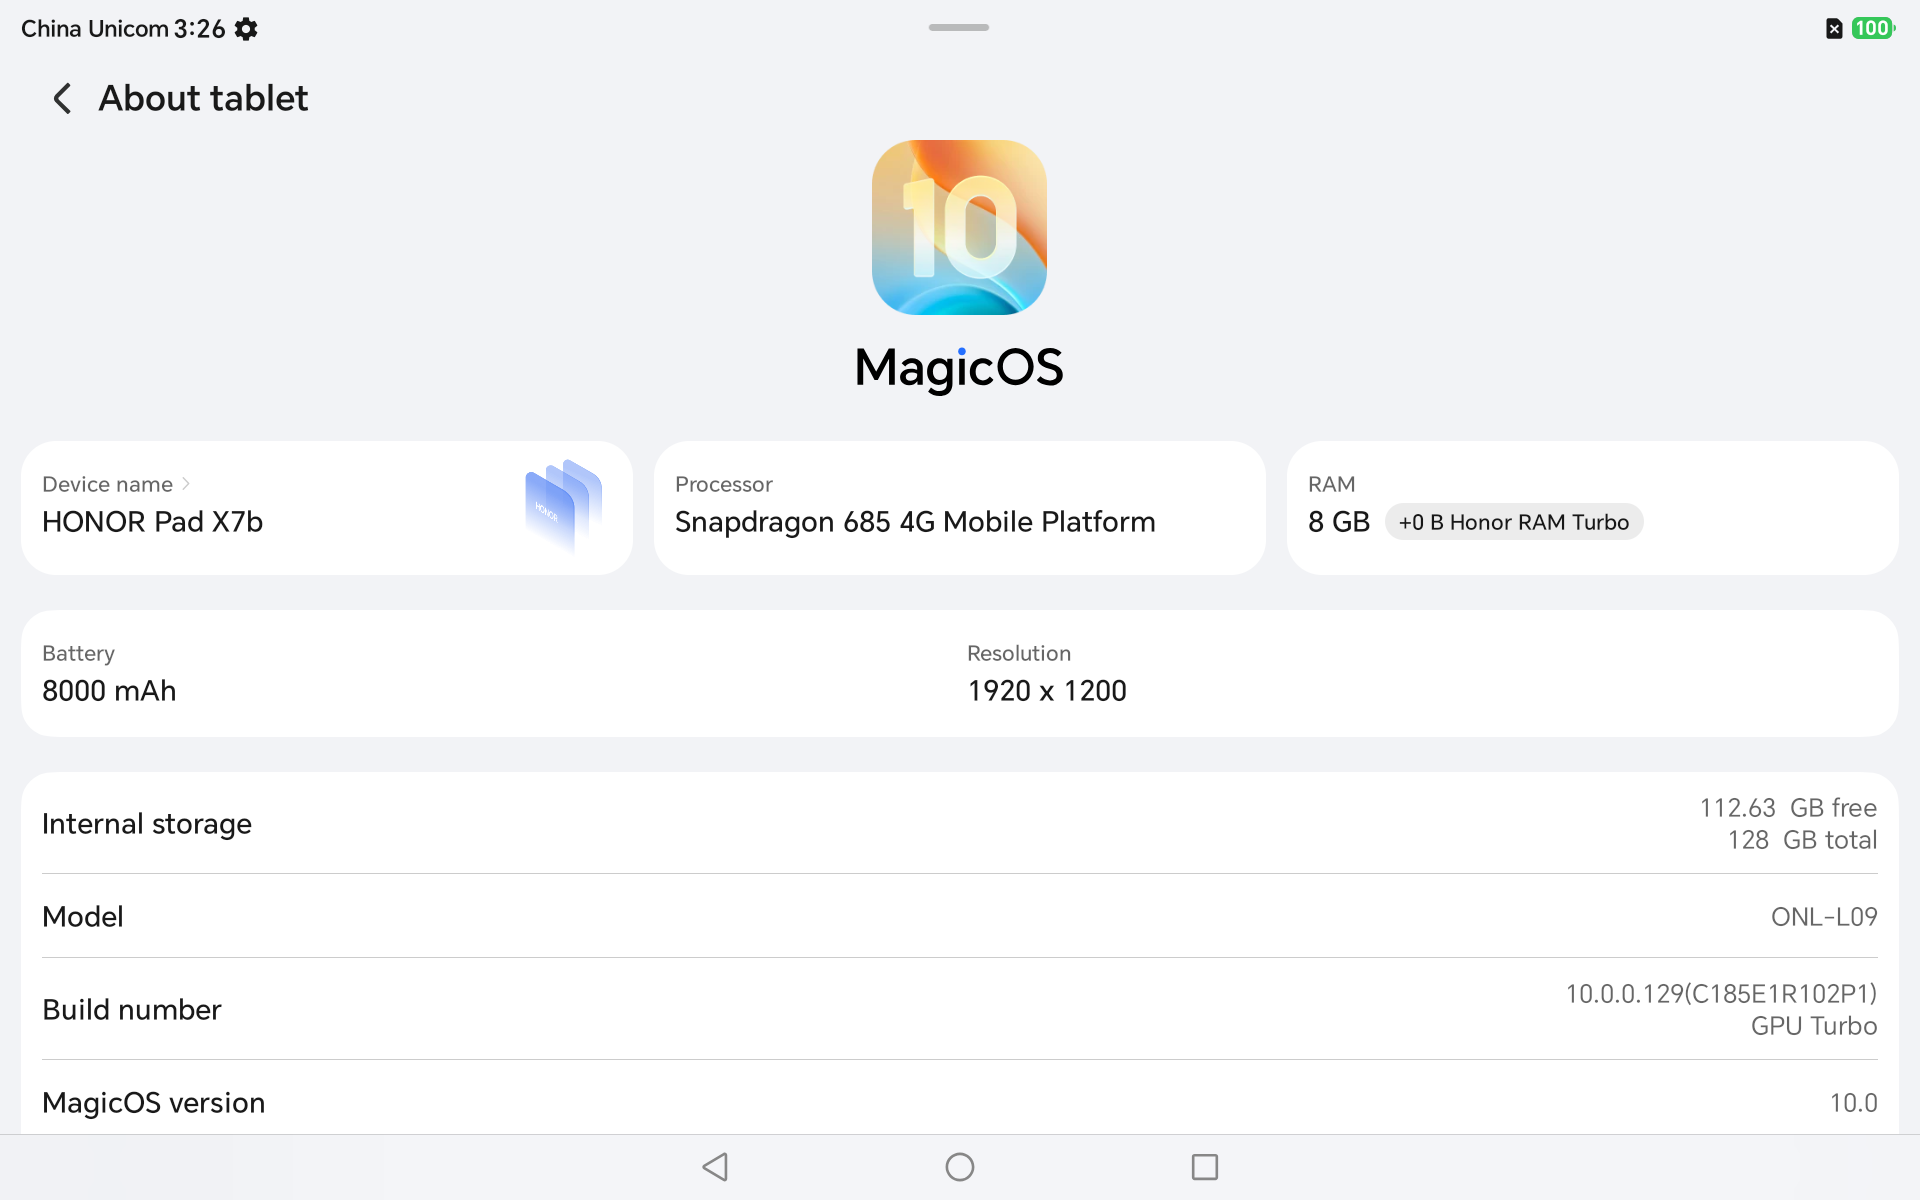 China Unicom 3:26
100
About tablet
10
MagicOS
Device name
HONOR Pad X7b
HONOR
Processor
Snapdragon 685 4G Mobile Platform
RAM
8 GB +0 B Honor RAM Turbo
Battery
8000 mAh
Resolution
1920 x 1200
Internal storage
112.63 GB free
128 GB total
Model
ONL-L09
Build number
10.0.0.129(C185E1R102P1)
GPU Turbo
MagicOS version
10.0